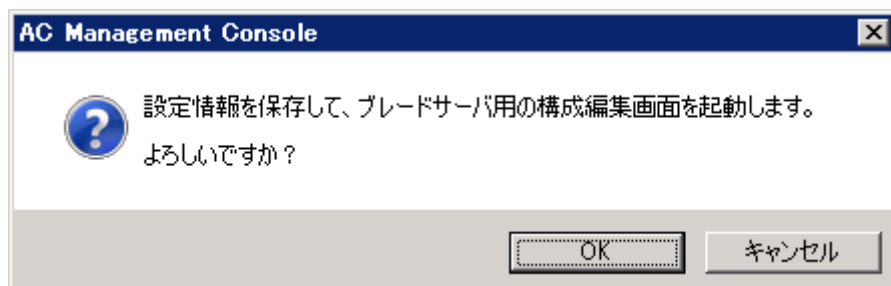 AC Management Console
設定情報を保存して、ブレードサーバ用の構成編集画面を起動します。
よろしいですか？
OK
キャンセル